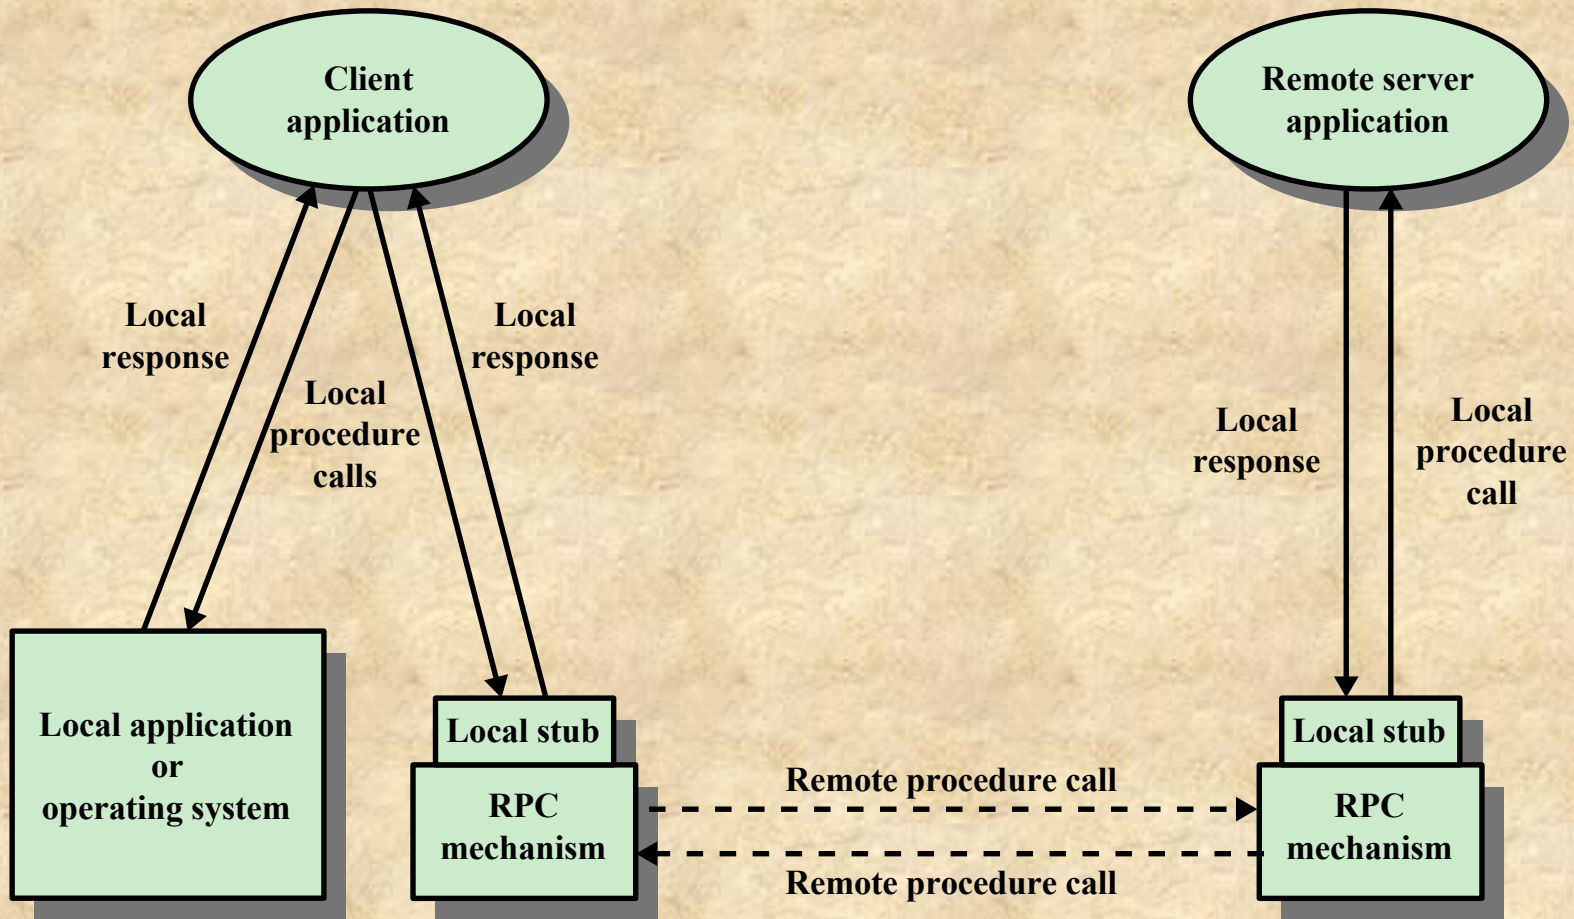 Client
application
Remote server
application
Local
response
Local
response
Local
procedure
calls
Local
response
Local
procedure
call
Local application
or
operating system
Local stub
RPC
mechanism
Remote procedure call
Remote procedure call
Local stub
RPC
mechanism